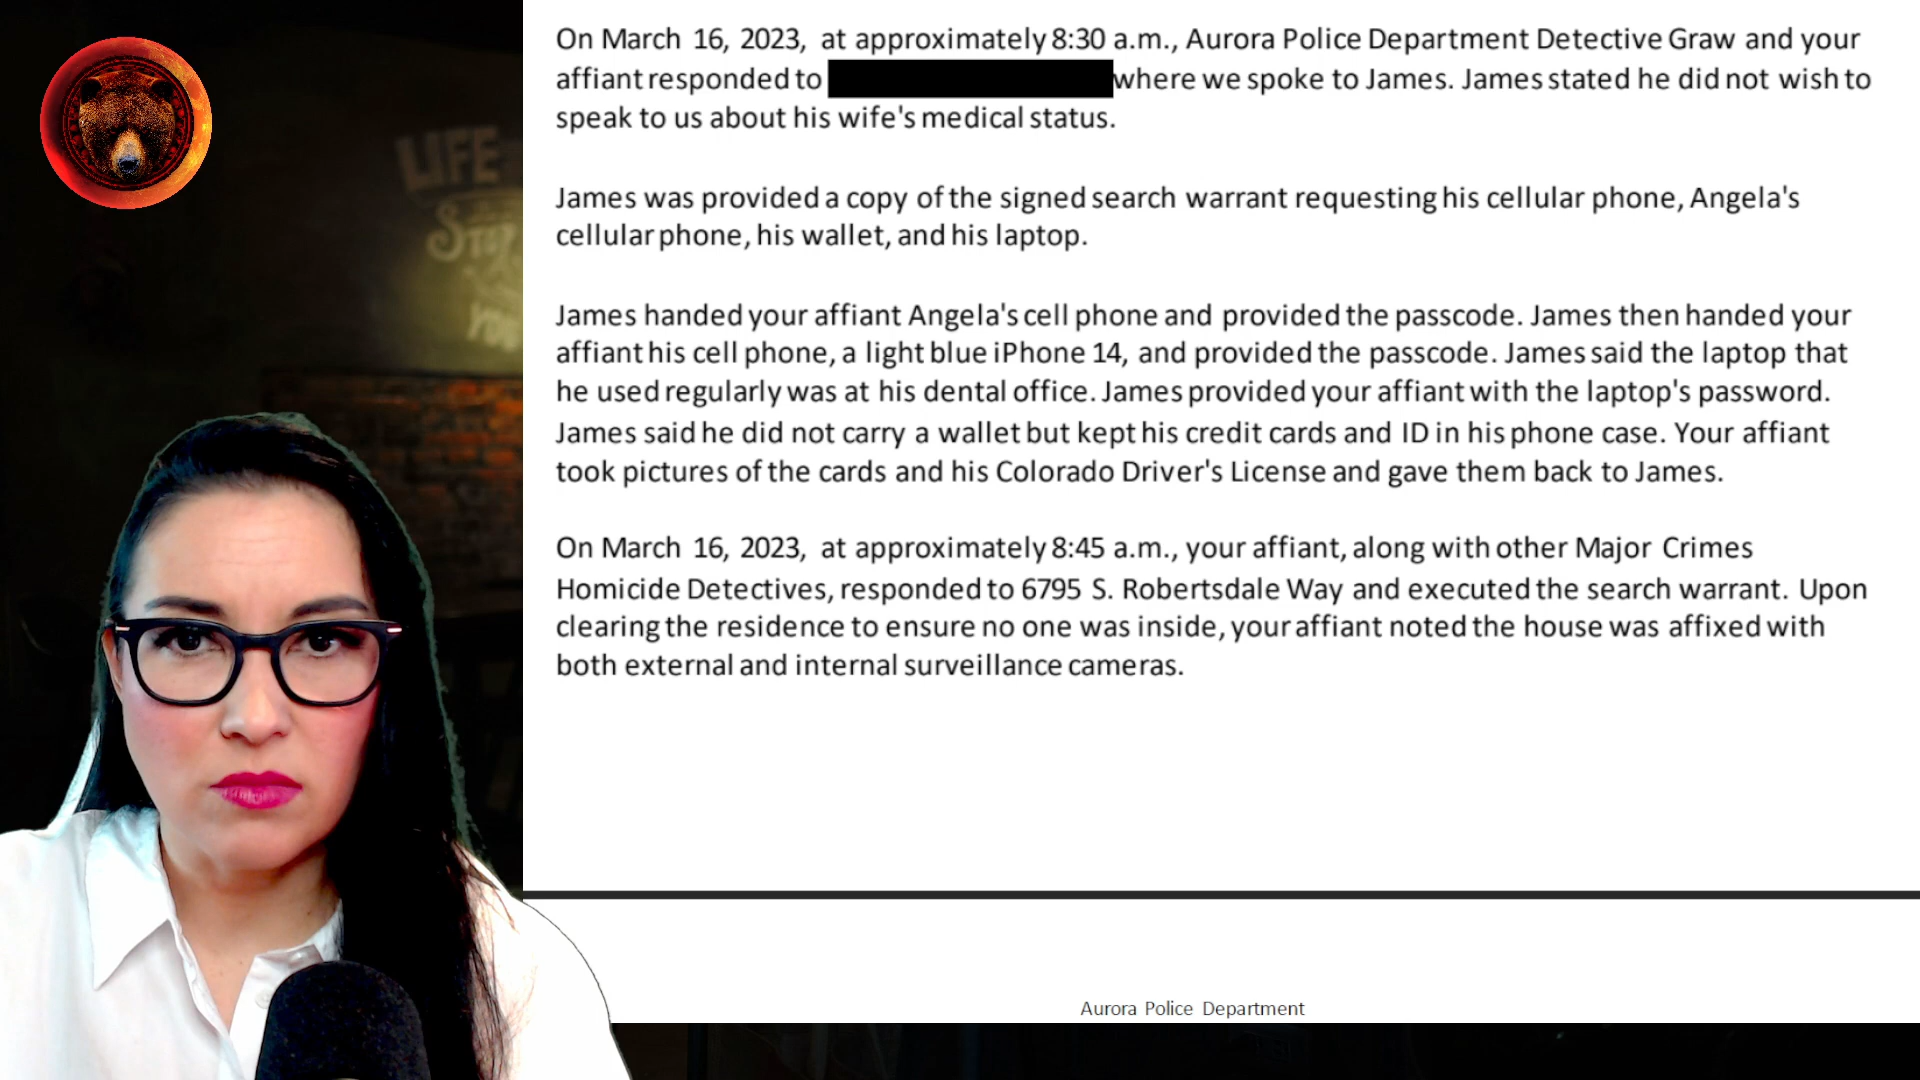 LIFE
On March 16, 2023, at approximately 8:30 a.m., Aurora Police Department Detective Graw and your
affiant responded to where we spoke to James. James stated he did not wish to
speak to us about his wife's medical status.
James was provided a copy of the signed search warrant requesting his cellular phone, Angela's
cellular phone, his wallet, and his laptop.
James handed your affiant Angela's cell phone and provided the passcode. James then handed your
affiant his cell phone, a light blue iPhone 14, and provided the passcode. James said the laptop that
he used regularly was at his dental office. James provided your affiant with the laptop's password.
James said he did not carry a wallet but kept his credit cards and ID in his phone case. Your affiant
took pictures of the cards and his Colorado Driver's License and gave them back to James.
On March 16, 2023, at approximately 8:45 a.m., your affiant, along with other Major Crimes
Homicide Detectives, responded to 6795 S. Robertsdale Way and executed the search warrant. Upon
clearing the residence to ensure no one was inside, your affiant noted the house was affixed with
both external and internal surveillance cameras.
Aurora Police Department